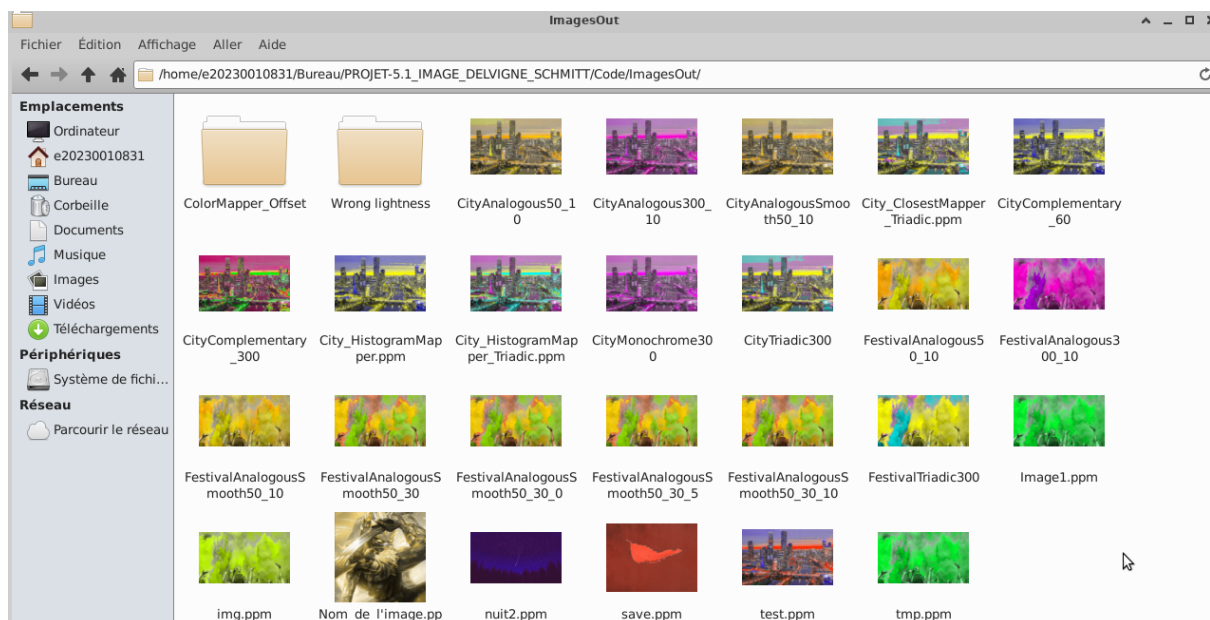 ImagesOut
Fichier Édition Affichage Aller Aide
/home/e20230010831/Bureau/PROJET-5.1_IMAGE_DELVIGNE_SCHMITT/Code/ImagesOut/
Emplacements
Ordinateur
e20230010831
Bureau
Corbeille
Documents
Musique
Images
Vidéos
Téléchargements
Périphériques
Système de fichi...
Réseau
Parcourir le réseau
ColorMapper_Offset
Wrong lightness
CityAnalogous50_1
0
CityAnalogous300_
10
CityAnalogousSmoo
th50_10
City_ClosestMapper
_Triadic.ppm
CityComplementary
_60
CityComplementary
_300
City_HistogramMap
per.ppm
City_HistogramMap
per_Triadic.ppm
CityMonochrome30
0
CityTriadic300
FestivalAnalogous5
0_10
FestivalAnalogous3
00_10
FestivalAnalogousS
mooth50_10
FestivalAnalogousS
mooth50_30
FestivalAnalogousS
mooth50_30_0
FestivalAnalogousS
mooth50_30_5
FestivalAnalogousS
mooth50_30_10
FestivalTriadic300
Image1.ppm
img.ppm
Nom de l'image.pp
nuit2.ppm
save.ppm
test.ppm
tmp.ppm